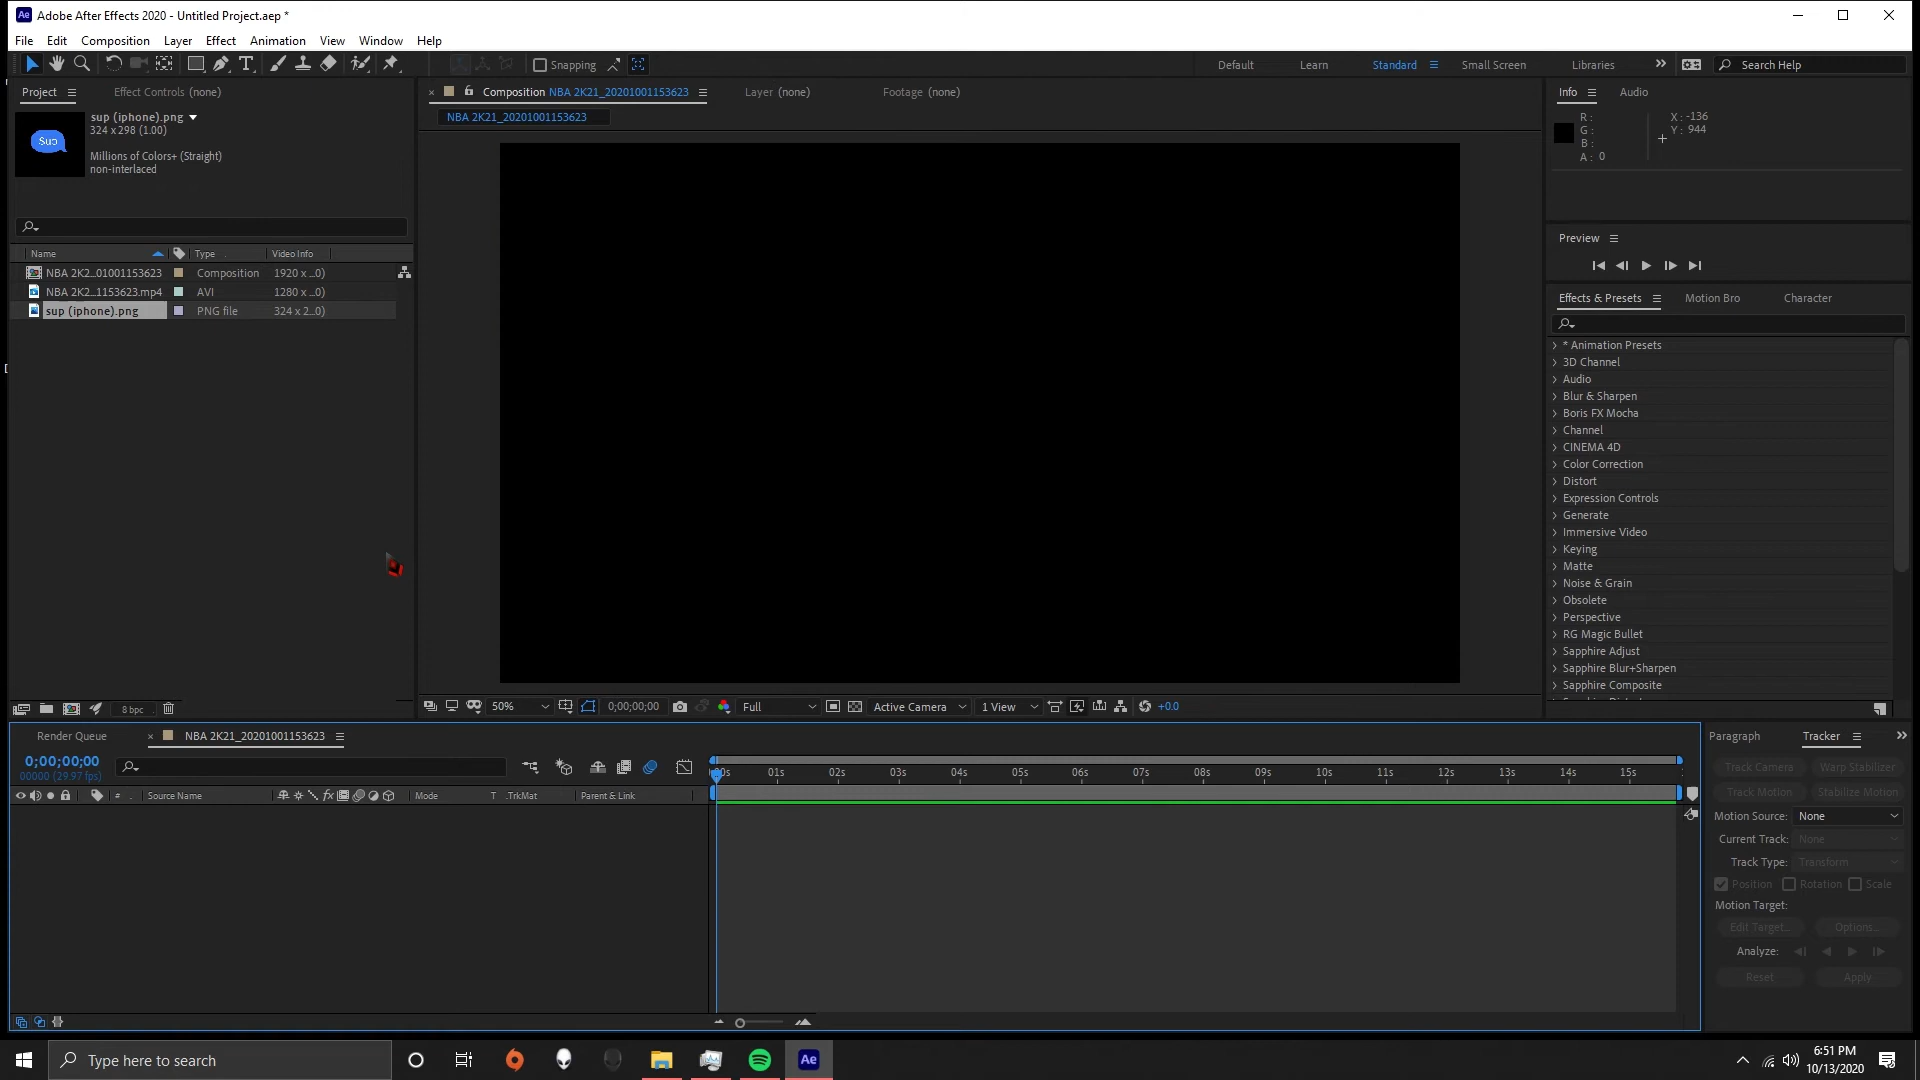 Ae Adobe After Effects 2020 - Untitled Project.aep *
File Edit Composition Layer Effect Animation View Window Help
Snapping Default Learn Standard Small Screen Libraries Search Help
Project Effect Controls (none)
sup (iphone).png
324 x 298 (1.00)
Sup
Millions of Colors+ (Straight)
non-interlaced
Name Type Video Info
NBA 2K2...01001153623 Composition 1920 x ...0)
NBA 2K2...1153623.mp4 AVI 1280 x ...0)
sup (iphone).png PNG file 324 x 2...0)
8 bpc
Composition NBA 2K21_20201001153623 Layer (none) Footage (none)
NBA 2K21_20201001153623
50% 0;00;00;00 Full Active Camera 1 View +0.0
Info Audio
R : X : -136
G : Y : 944
B :
A : 0
Preview
Effects & Presets Motion Bro Character
* Animation Presets
3D Channel
Audio
Blur & Sharpen
Boris FX Mocha
Channel
CINEMA 4D
Color Correction
Distort
Expression Controls
Generate
Immersive Video
Keying
Matte
Noise & Grain
Obsolete
Perspective
RG Magic Bullet
Sapphire Adjust
Sapphire Blur+Sharpen
Sapphire Composite
Render Queue NBA 2K21_20201001153623
0;00;00;00
00000 (29.97 fps)
# Source Name fx Mode T .TrkMat Parent & Link
00s 01s 02s 03s 04s 05s 06s 07s 08s 09s 10s 11s 12s 13s 14s 15s
Paragraph Tracker
Track Camera Warp Stabilizer
Track Motion Stabilize Motion
Motion Source: None
Current Track: None
Track Type: Transform
Position Rotation Scale
Motion Target:
Edit Target... Options...
Analyze:
Reset Apply
Type here to search
Ae
6:51 PM
10/13/2020